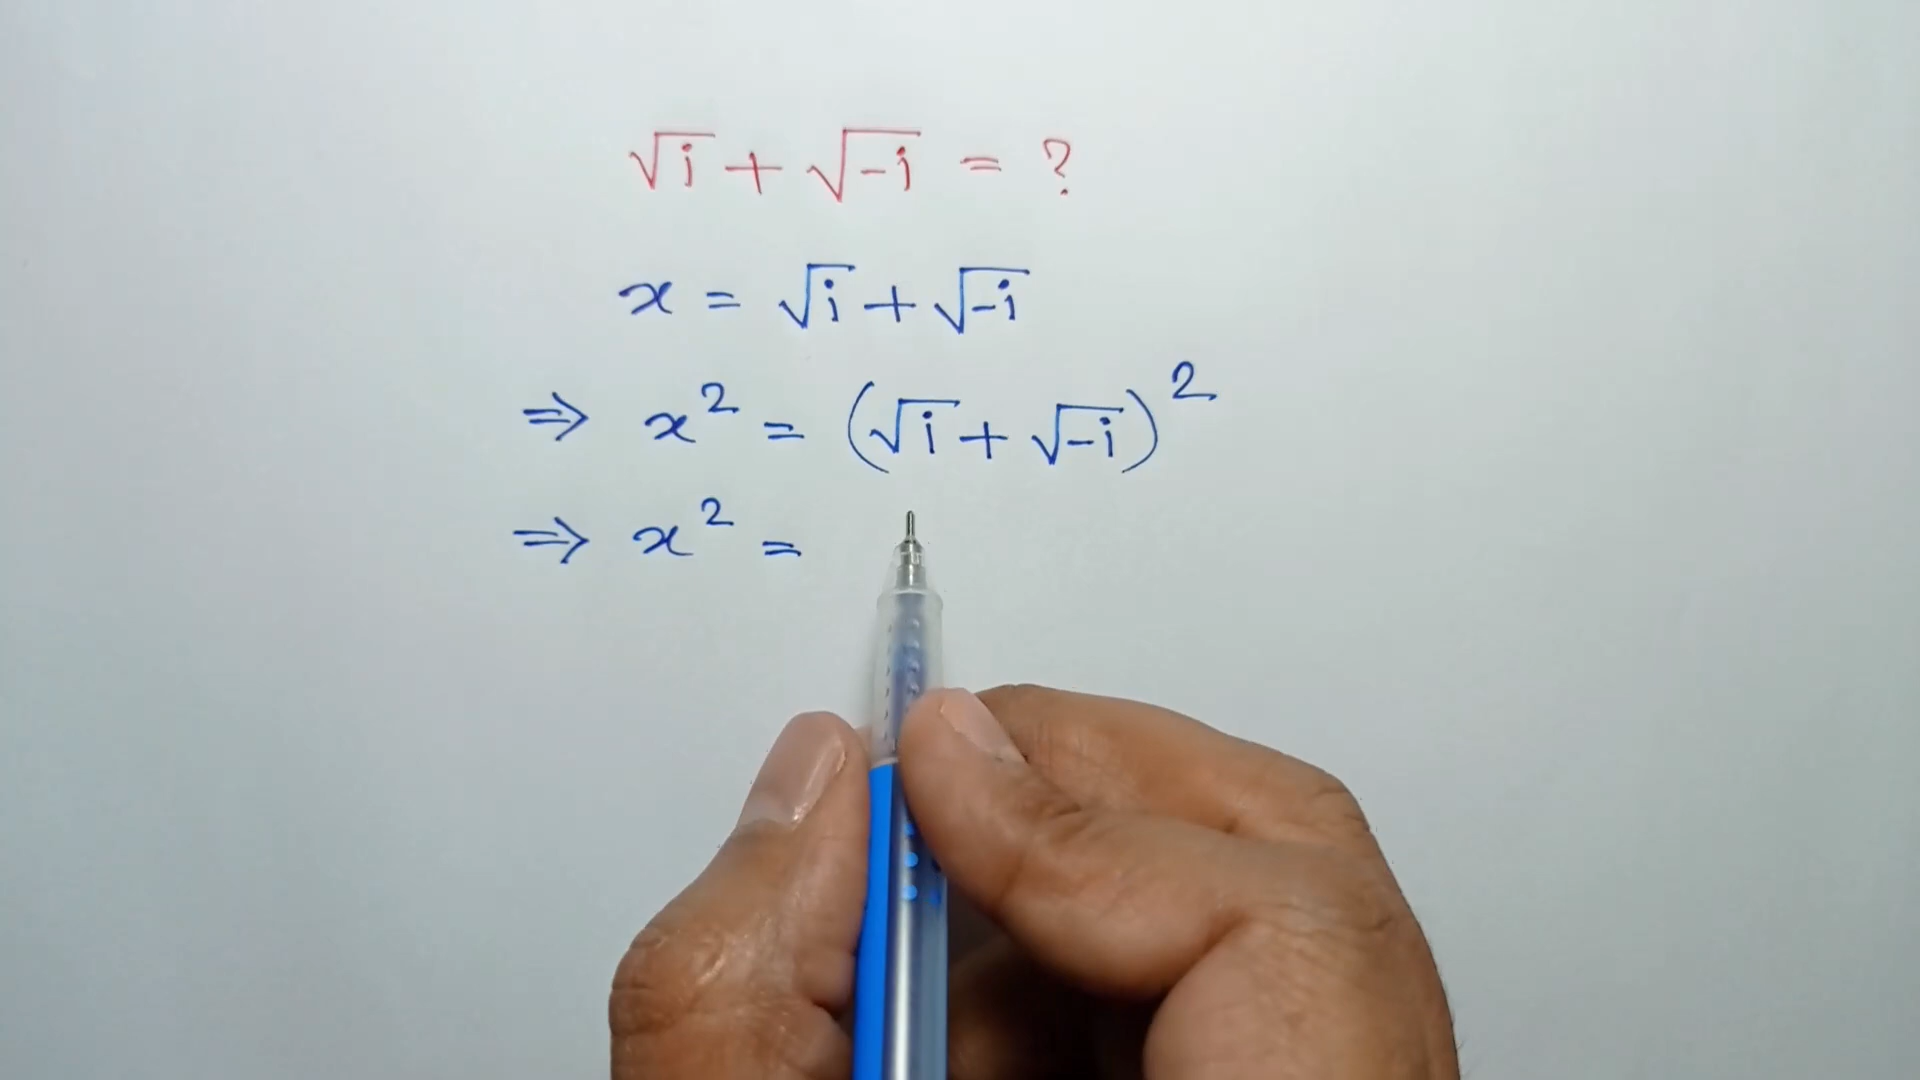 √i + √-i = ?
x = √i + √-i
⇒ x² = (√i + √-i)²
⇒ x² =